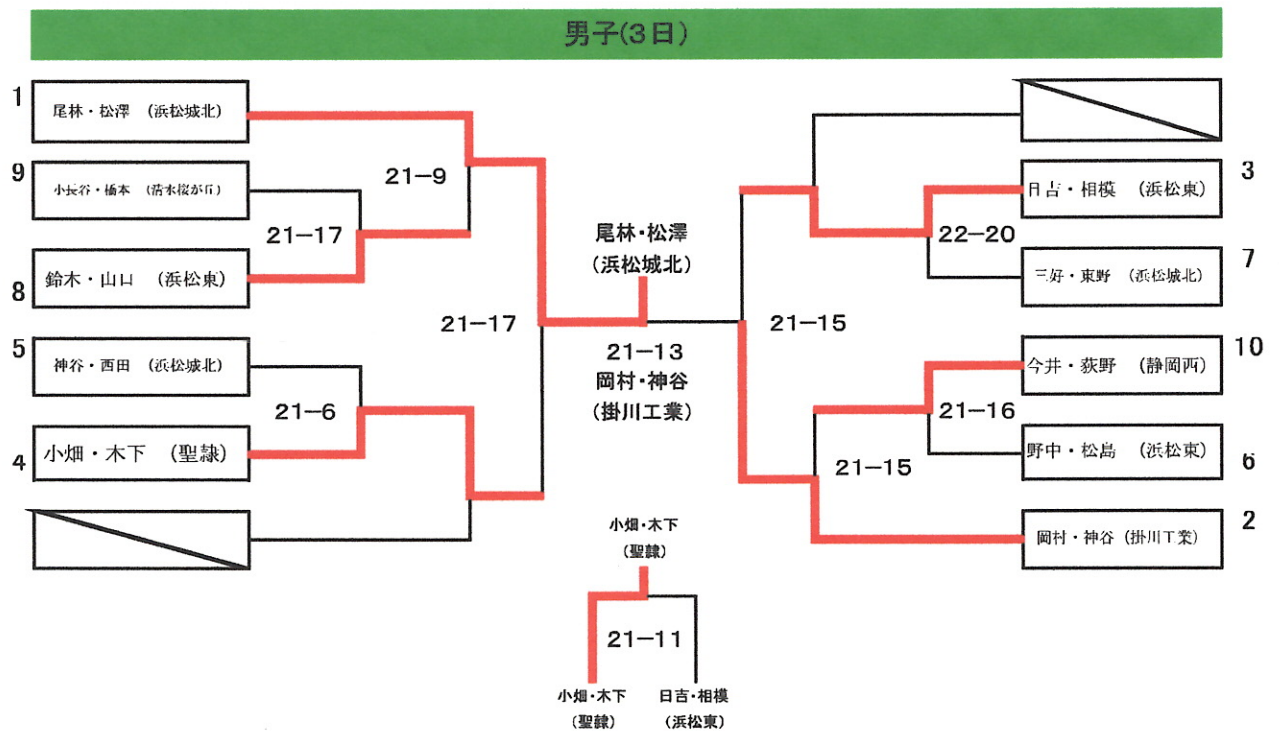 男子(3日)
1
尾林・松澤 (浜松城北)
9
小長谷・橋本 (清水桜が丘)
21-9
21-17
8
鈴木・山口 (浜松東)
5
神谷・西田 (浜松城北)
21-6
4
小畑・木下 (聖隷)
21-17
尾林・松澤
(浜松城北)
21-13
岡村・神谷
(掛川工業)
3
日吉・相模 (浜松東)
22-20
7
三好・東野 (浜松城北)
21-15
10
今井・荻野 (静岡西)
21-16
6
野中・松島 (浜松東)
21-15
2
岡村・神谷 (掛川工業)
小畑・木下
(聖隷)
21-11
小畑・木下
(聖隷)
日吉・相模
(浜松東)